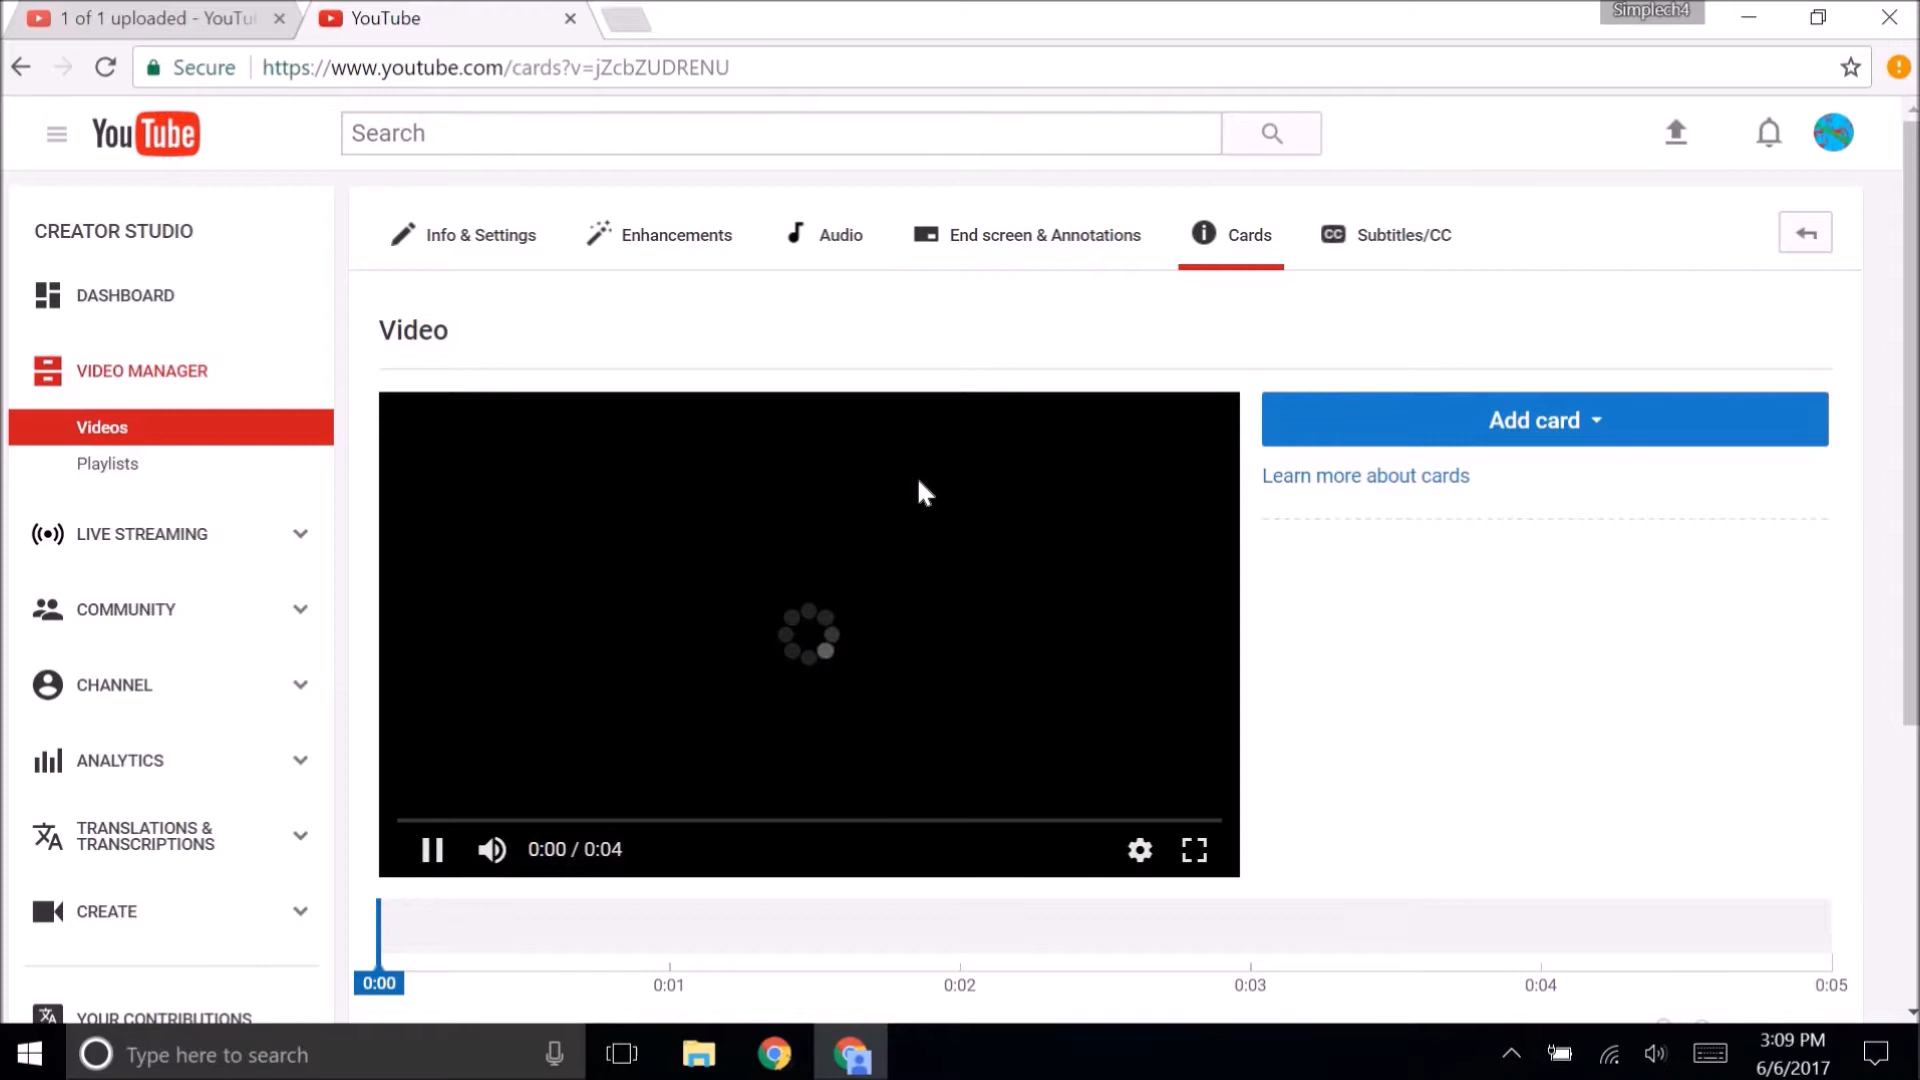 1 of 1 uploaded - YouTu
YouTube
Simplech4
Secure
https://www.youtube.com/cards?v=jZcbZUDRENU
YouTube
Search
CREATOR STUDIO
DASHBOARD
VIDEO MANAGER
Videos
Playlists
LIVE STREAMING
COMMUNITY
CHANNEL
ANALYTICS
TRANSLATIONS &
TRANSCRIPTIONS
CREATE
YOUR CONTRIBUTIONS
Info & Settings
Enhancements
Audio
End screen & Annotations
Cards
CC Subtitles/CC
Video
Add card
Learn more about cards
0:00 / 0:04
0:00
0:01
0:02
0:03
0:04
0:05
Type here to search
3:09 PM
6/6/2017